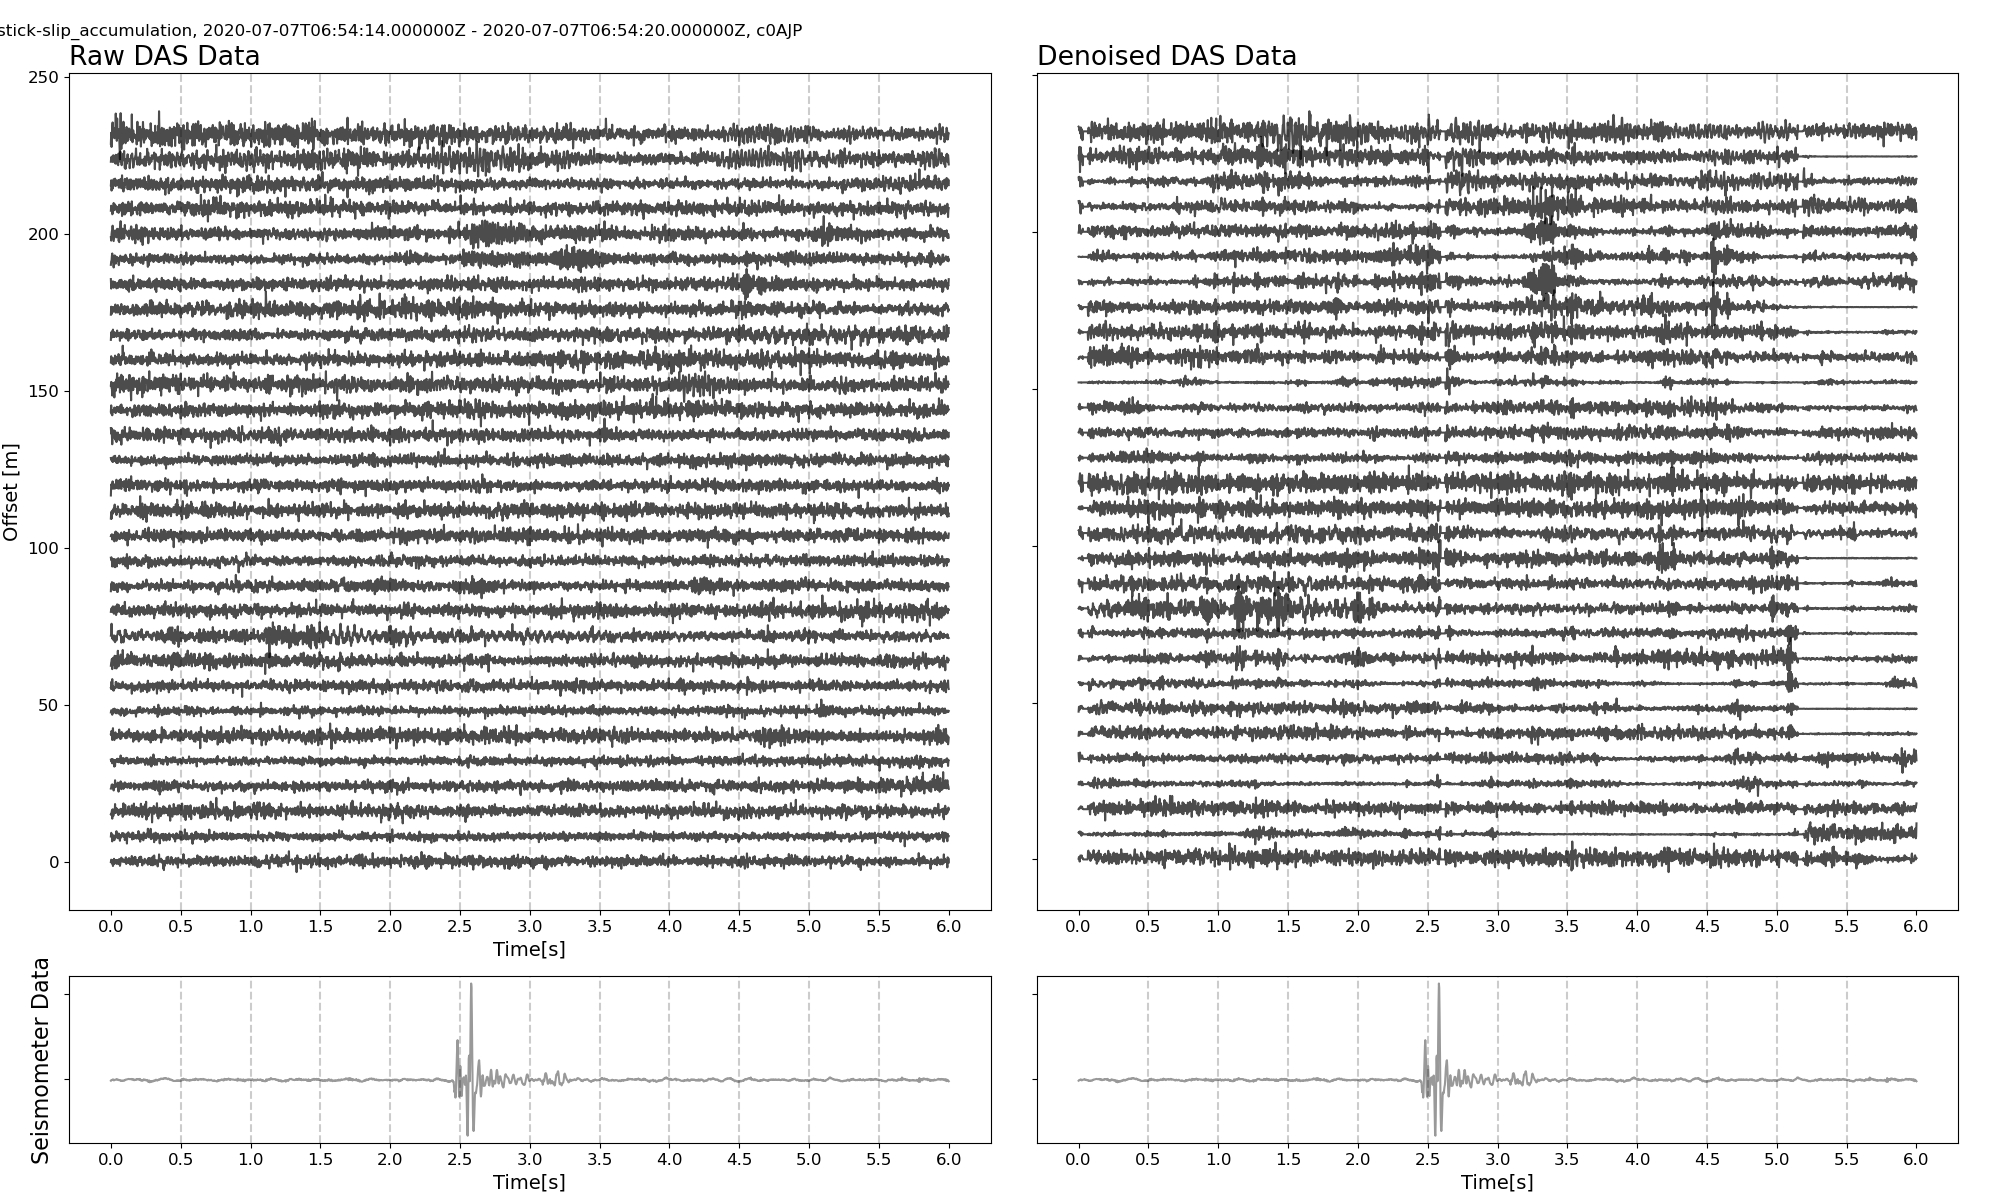 stick-slip_accumulation, 2020-07-07T06:54:14.000000Z - 2020-07-07T06:54:20.000000Z, c0AJP
Raw DAS Data
Denoised DAS Data
250
200
150
100
50
0
Offset [m]
0.0 0.5 1.0 1.5 2.0 2.5 3.0 3.5 4.0 4.5 5.0 5.5 6.0
Time[s]
0.0 0.5 1.0 1.5 2.0 2.5 3.0 3.5 4.0 4.5 5.0 5.5 6.0
Seismometer Data
0.0 0.5 1.0 1.5 2.0 2.5 3.0 3.5 4.0 4.5 5.0 5.5 6.0
Time[s]
0.0 0.5 1.0 1.5 2.0 2.5 3.0 3.5 4.0 4.5 5.0 5.5 6.0
Time[s]